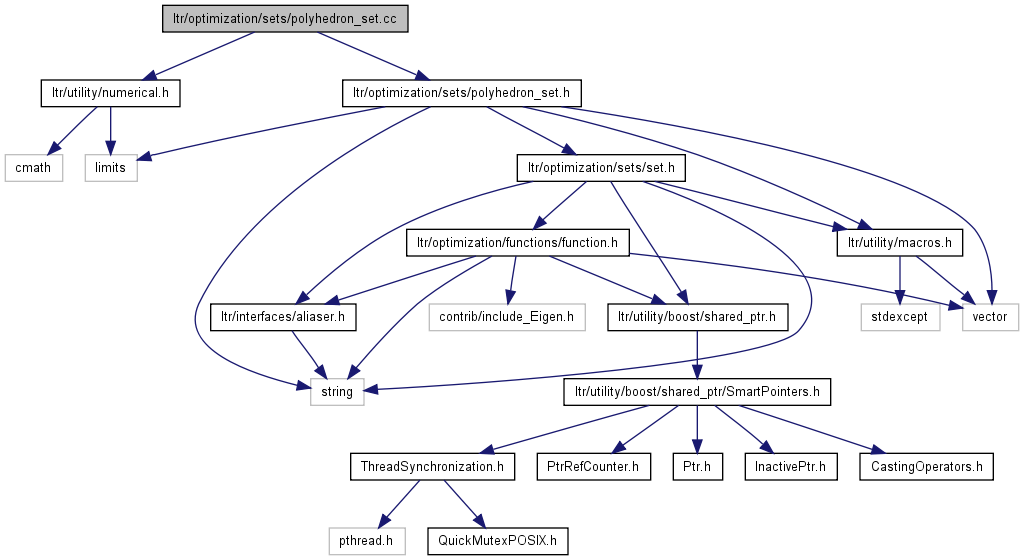 ltr/optimization/sets/polyhedron_set.cc
ltr/utility/numerical.h
ltr/optimization/sets/polyhedron_set.h
cmath
limits
ltr/optimization/sets/set.h
ltr/optimization/functions/function.h
ltr/utility/macros.h
ltr/interfaces/aliaser.h
contrib/include_Eigen.h
ltr/utility/boost/shared_ptr.h
stdexcept
vector
string
ltr/utility/boost/shared_ptr/SmartPointers.h
ThreadSynchronization.h
PtrRefCounter.h
Ptr.h
InactivePtr.h
CastingOperators.h
pthread.h
QuickMutexPOSIX.h